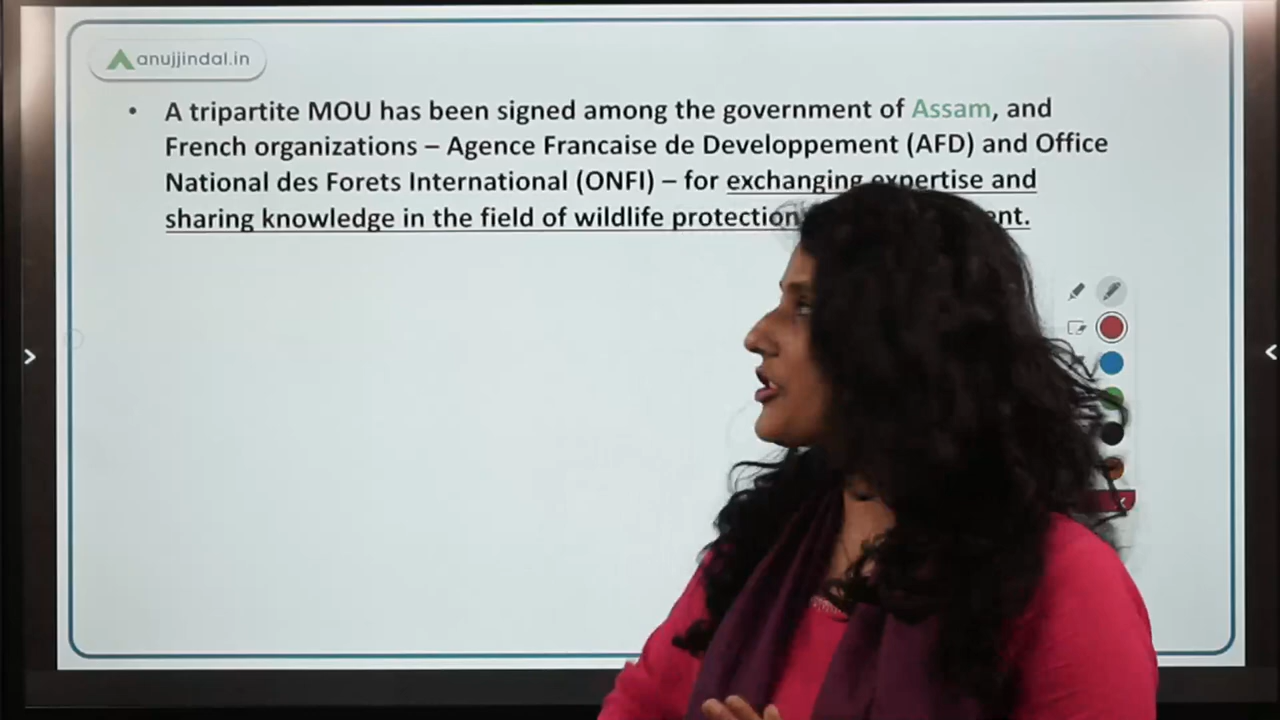 anujjindal.in
• A tripartite MOU has been signed among the government of Assam, and
French organizations – Agence Francaise de Developpement (AFD) and Office
National des Forets International (ONFI) – for exchanging expertise and
sharing knowledge in the field of wildlife protection